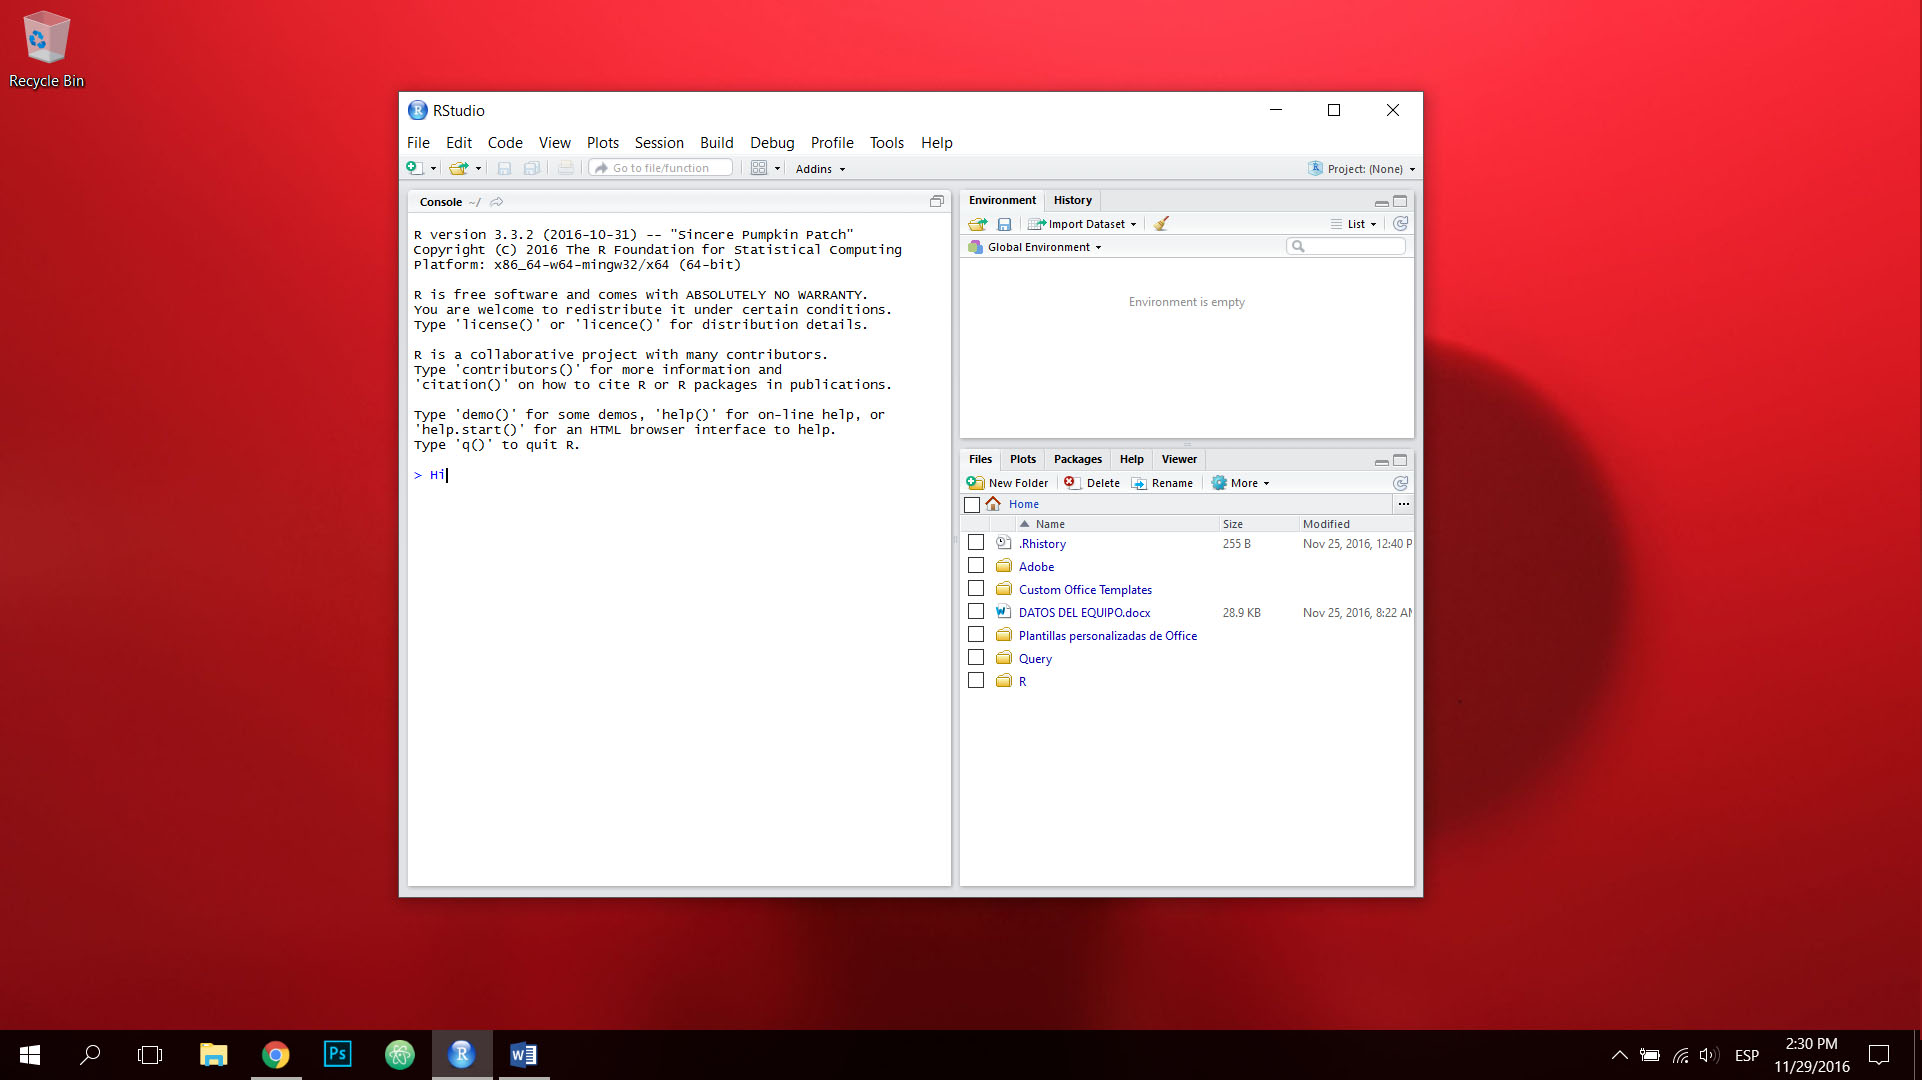 Recycle Bin
RStudio
File Edit Code View Plots Session Build Debug Profile Tools Help
Go to file/function Addins Project: (None)
Console ~/
R version 3.3.2 (2016-10-31) -- "Sincere Pumpkin Patch"
Copyright (C) 2016 The R Foundation for Statistical Computing
Platform: x86_64-w64-mingw32/x64 (64-bit)
R is free software and comes with ABSOLUTELY NO WARRANTY.
You are welcome to redistribute it under certain conditions.
Type 'license()' or 'licence()' for distribution details.
R is a collaborative project with many contributors.
Type 'contributors()' for more information and
'citation()' on how to cite R or R packages in publications.
Type 'demo()' for some demos, 'help()' for on-line help, or
'help.start()' for an HTML browser interface to help.
Type 'q()' to quit R.
> Hi
Environment History
Import Dataset List
Global Environment
Environment is empty
Files Plots Packages Help Viewer
New Folder Delete Rename More
Home ...
Name Size Modified
.Rhistory 255 B Nov 25, 2016, 12:40 P
Adobe
Custom Office Templates
DATOS DEL EQUIPO.docx 28.9 KB Nov 25, 2016, 8:22 AM
Plantillas personalizadas de Office
Query
R
Ps R W ESP 2:30 PM
11/29/2016